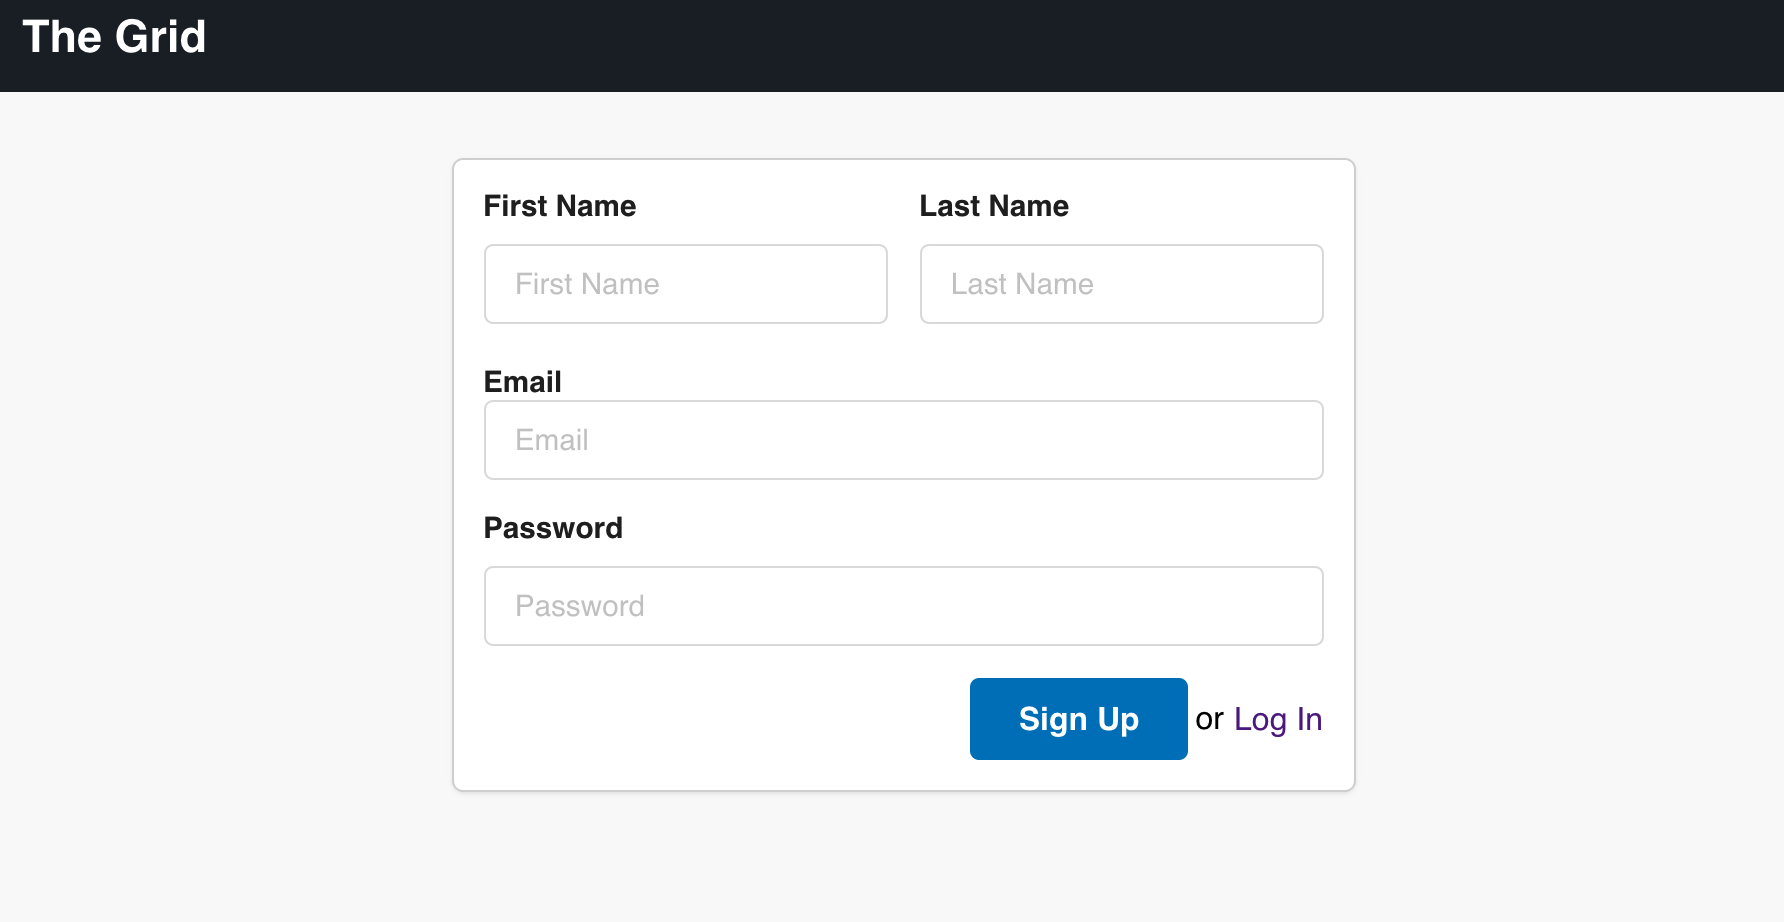 The Grid
First Name Last Name
First Name Last Name
Email
Email
Password
Password
Sign Up or Log In